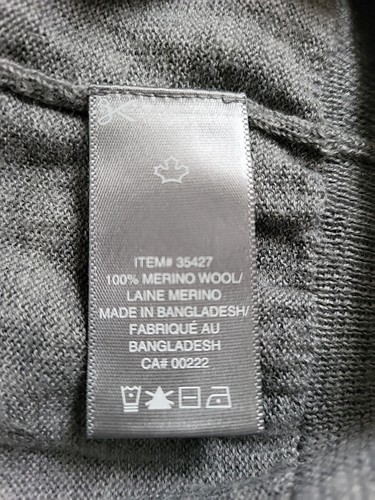 ITEM# 35427
100% MERINO WOOL/
LAINE MERINO
MADE IN BANGLADESH/
FABRIQUÉ AU
BANGLADESH
CA# 00222